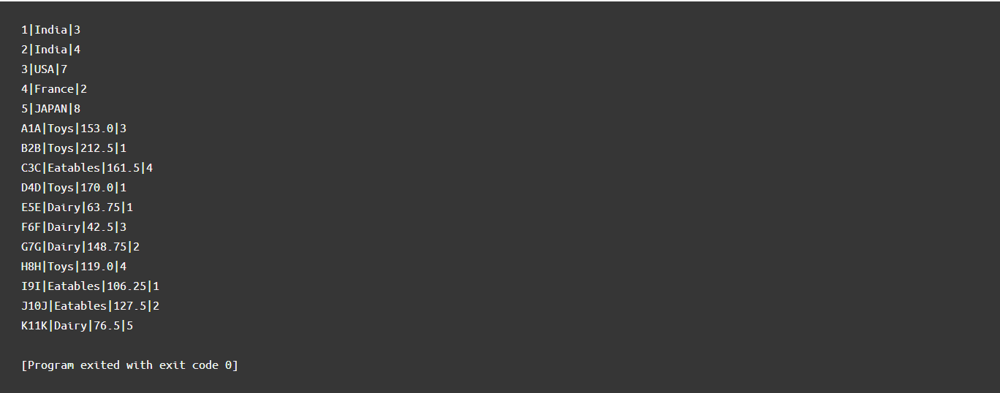 1|India|3
2|India|4
3|USA|7
4|France|2
5|JAPAN|8
A1A|Toys|153.0|3
B2B|Toys|212.5|1
C3C|Eatables|161.5|4
D4D|Toys|170.0|1
E5E|Dairy|63.75|1
F6F|Dairy|42.5|3
G7G|Dairy|148.75|2
H8H|Toys|119.0|4
I9I|Eatables|106.25|1
J10J|Eatables|127.5|2
K11K|Dairy|76.5|5
[Program exited with exit code 0]